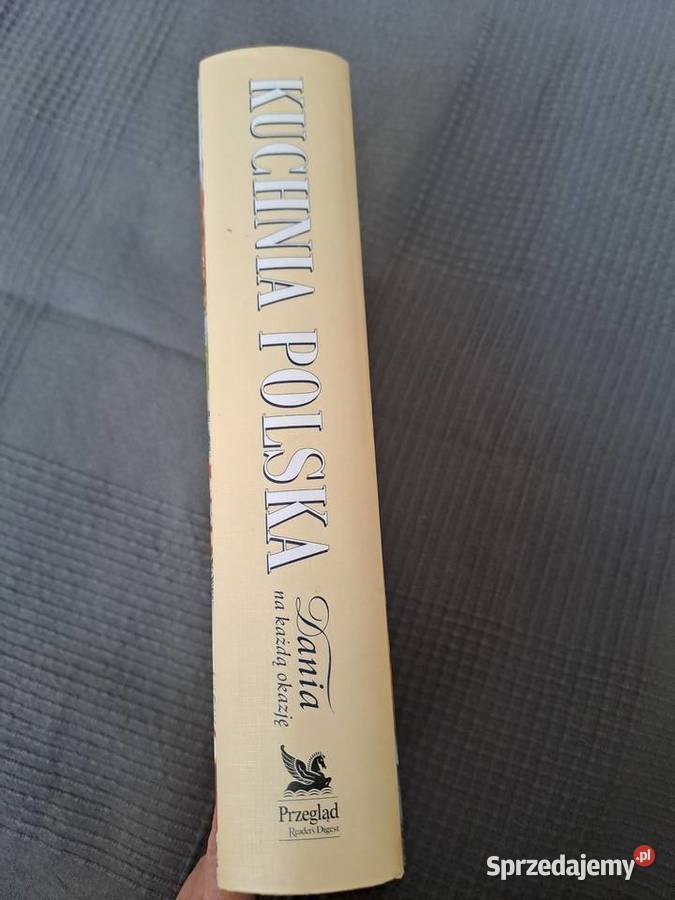 KUCHNIA POLSKA
Dania
na każdą okazję
Przegląd
Reader's Digest
Sprzedajemy.pl